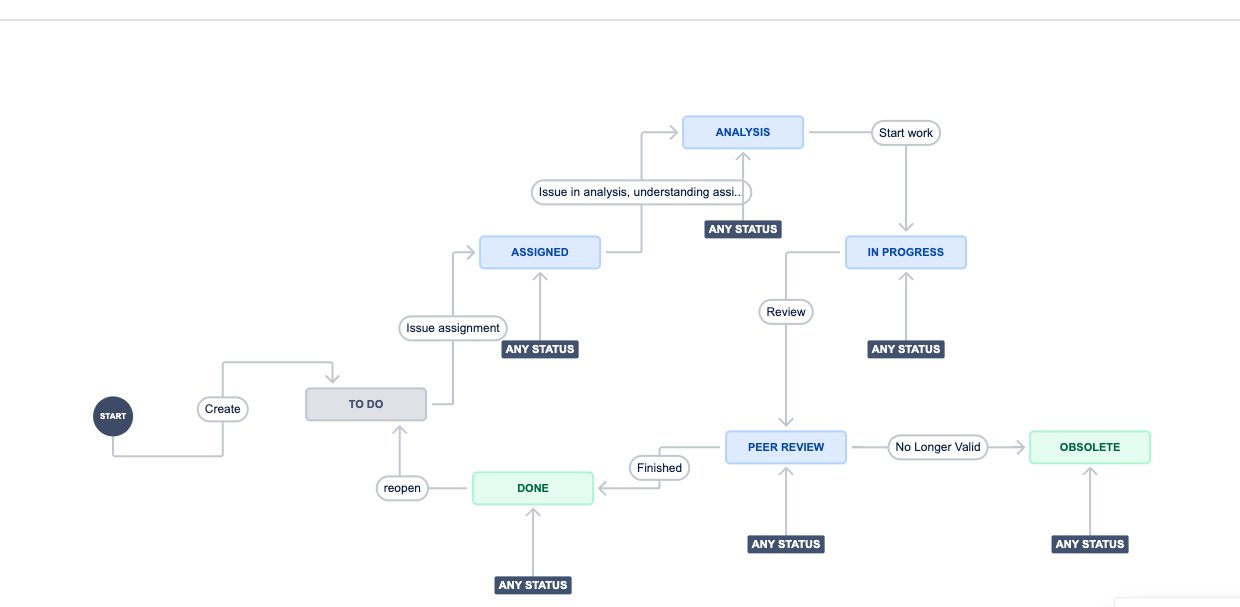 ANALYSIS
Start work
Issue in analysis, understanding assi...
ANY STATUS
ASSIGNED
IN PROGRESS
Review
Issue assignment
ANY STATUS
ANY STATUS
START
Create
TO DO
PEER REVIEW
No Longer Valid
OBSOLETE
Finished
reopen
DONE
ANY STATUS
ANY STATUS
ANY STATUS